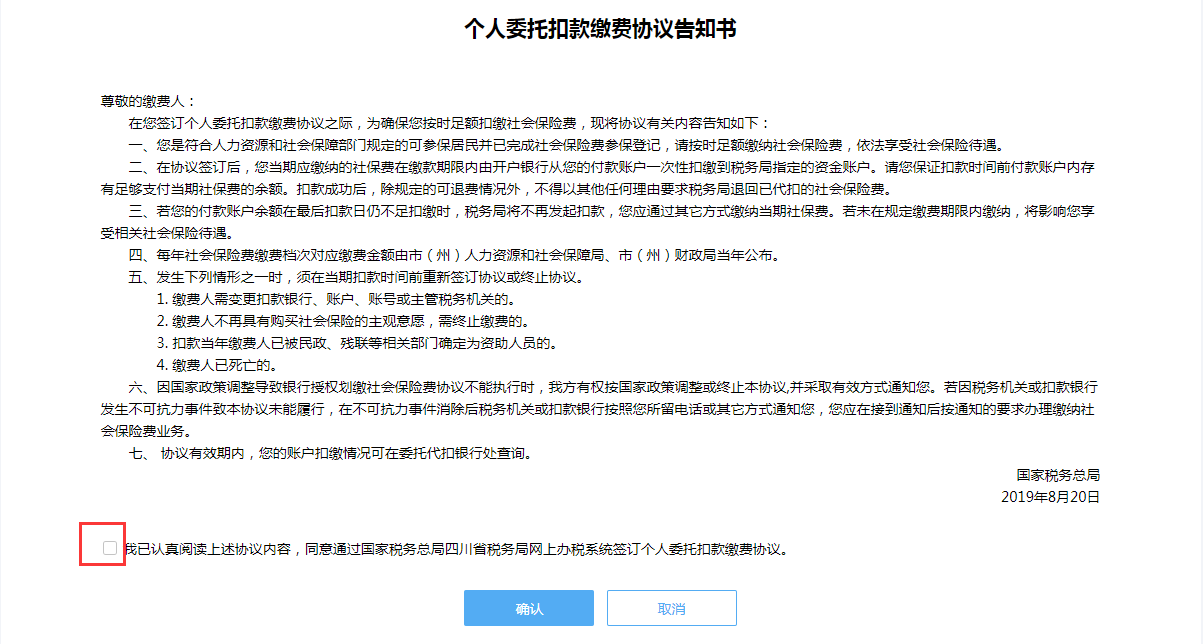 个人委托扣款缴费协议告知书
尊敬的缴费人：
在您签订个人委托扣款缴费协议之际，为确保您按时足额扣缴社会保险费，现将协议有关内容告知如下：
一、您是符合人力资源和社会保障部门规定的可参保居民并已完成社会保险费参保登记，请按时足额缴纳社会保险费，依法享受社会保险待遇。
二、在协议签订后，您当期应缴纳的社保费在缴款期限内由开户银行从您的付款账户一次性扣缴到税务局指定的资金账户。请您保证扣款时间前付款账户内存
有足够支付当期社保费的余额。扣款成功后，除规定的可退费情况外，不得以其他任何理由要求税务局退回已代扣的社会保险费。
三、若您的付款账户余额在最后扣款日仍不足扣缴时，税务局将不再发起扣款，您应通过其它方式缴纳当期社保费。若未在规定缴费期限内缴纳，将影响您享
受相关社会保险待遇。
四、每年社会保险费缴费档次对应缴费金额由市（州）人力资源和社会保障局、市（州）财政局当年公布。
五、发生下列情形之一时，须在当期扣款时间前重新签订协议或终止协议。
1. 缴费人需变更扣款银行、账户、账号或主管税务机关的。
2. 缴费人不再具有购买社会保险的主观意愿，需终止缴费的。
3. 扣款当年缴费人已被民政、残联等相关部门确定为资助人员的。
4. 缴费人已死亡的。
六、因国家政策调整导致银行授权划缴社会保险费协议不能执行时，我方有权按国家政策调整或终止本协议,并采取有效方式通知您。若因税务机关或扣款银行
发生不可抗力事件致本协议未能履行，在不可抗力事件消除后税务机关或扣款银行按照您所留电话或其它方式通知您，您应在接到通知后按通知的要求办理缴纳社
会保险费业务。
七、 协议有效期内，您的账户扣缴情况可在委托代扣银行处查询。
国家税务总局
2019年8月20日
我已认真阅读上述协议内容，同意通过国家税务总局四川省税务局网上办税系统签订个人委托扣款缴费协议。
确认
取消